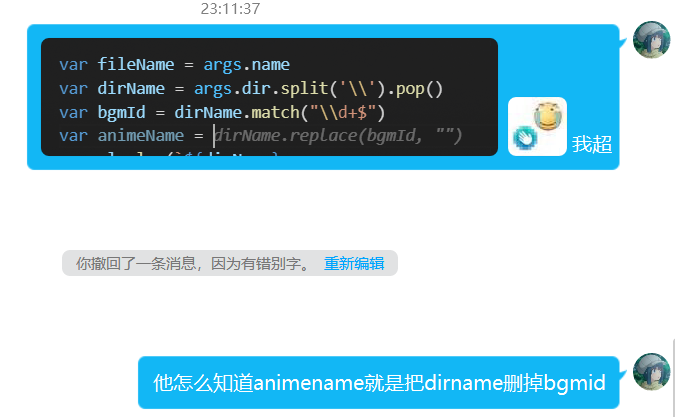 23:11:37
var fileName = args.name
var dirName = args.dir.split('\\').pop()
var bgmId = dirName.match("\\d+$")
var animeName = dirName.replace(bgmId, "")
我超
你撤回了一条消息，因为有错别字。 重新编辑
他怎么知道animename就是把dirname删掉bgmid